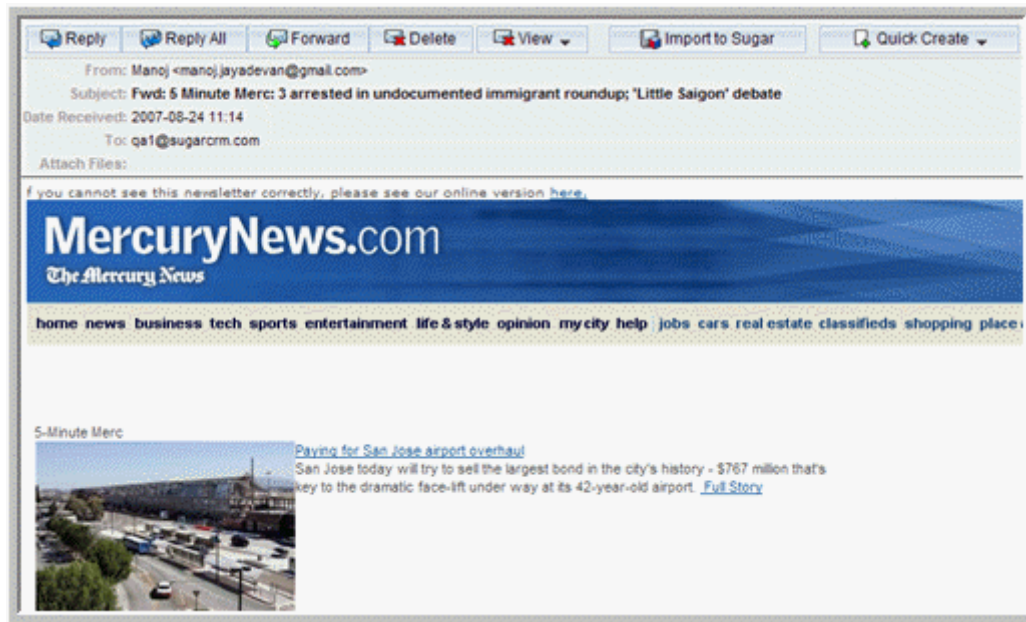 Reply Reply All Forward Delete View Import to Sugar Quick Create
From: Manoj <manoj.jayadevan@gmail.com>
Subject: Fwd: 5 Minute Merc: 3 arrested in undocumented immigrant roundup; 'Little Saigon' debate
Date Received: 2007-08-24 11:14
To: qa1@sugarcrm.com
Attach Files:
f you cannot see this newsletter correctly, please see our online version here.
MercuryNews.com
The Mercury News
home news business tech sports entertainment life & style opinion my city help jobs cars real estate classifieds shopping place
5-Minute Merc
Paying for San Jose airport overhaul
San Jose today will try to sell the largest bond in the city's history - $767 million that's
key to the dramatic face-lift under way at its 42-year-old airport. Full Story